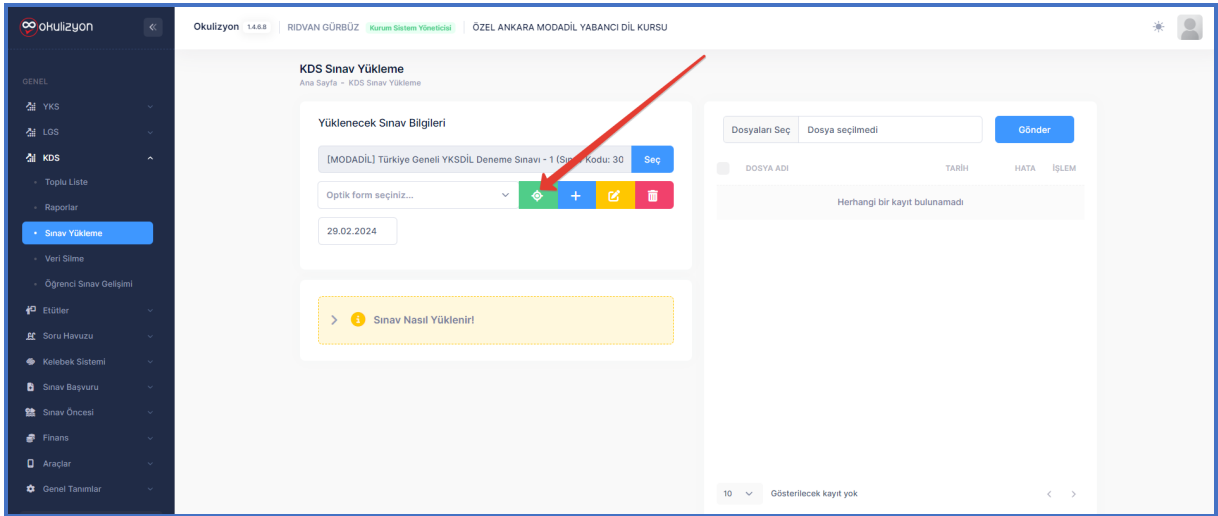 okulizyon
Okulizyon 1.4.6.8 RIDVAN GÜRBÜZ Kurum Sistem Yöneticisi ÖZEL ANKARA MODADİL YABANCI DİL KURSU
GENEL
YKS
LGS
KDS
Toplu Liste
Raporlar
Sınav Yükleme
Veri Silme
Öğrenci Sınav Gelişimi
Etütler
Soru Havuzu
Kelebek Sistemi
Sınav Başvuru
Sınav Öncesi
Finans
Araçlar
Genel Tanımlar
KDS Sınav Yükleme
Ana Sayfa - KDS Sınav Yükleme
Yüklenecek Sınav Bilgileri
[MODADİL] Türkiye Geneli YKSDİL Deneme Sınavı - 1 (Sınav Kodu: 30 Seç
Optik form seçiniz...
29.02.2024
Sınav Nasıl Yüklenir!
Dosyaları Seç Dosya seçilmedi Gönder
DOSYA ADI TARİH HATA İŞLEM
Herhangi bir kayıt bulunamadı
10 Gösterilecek kayıt yok